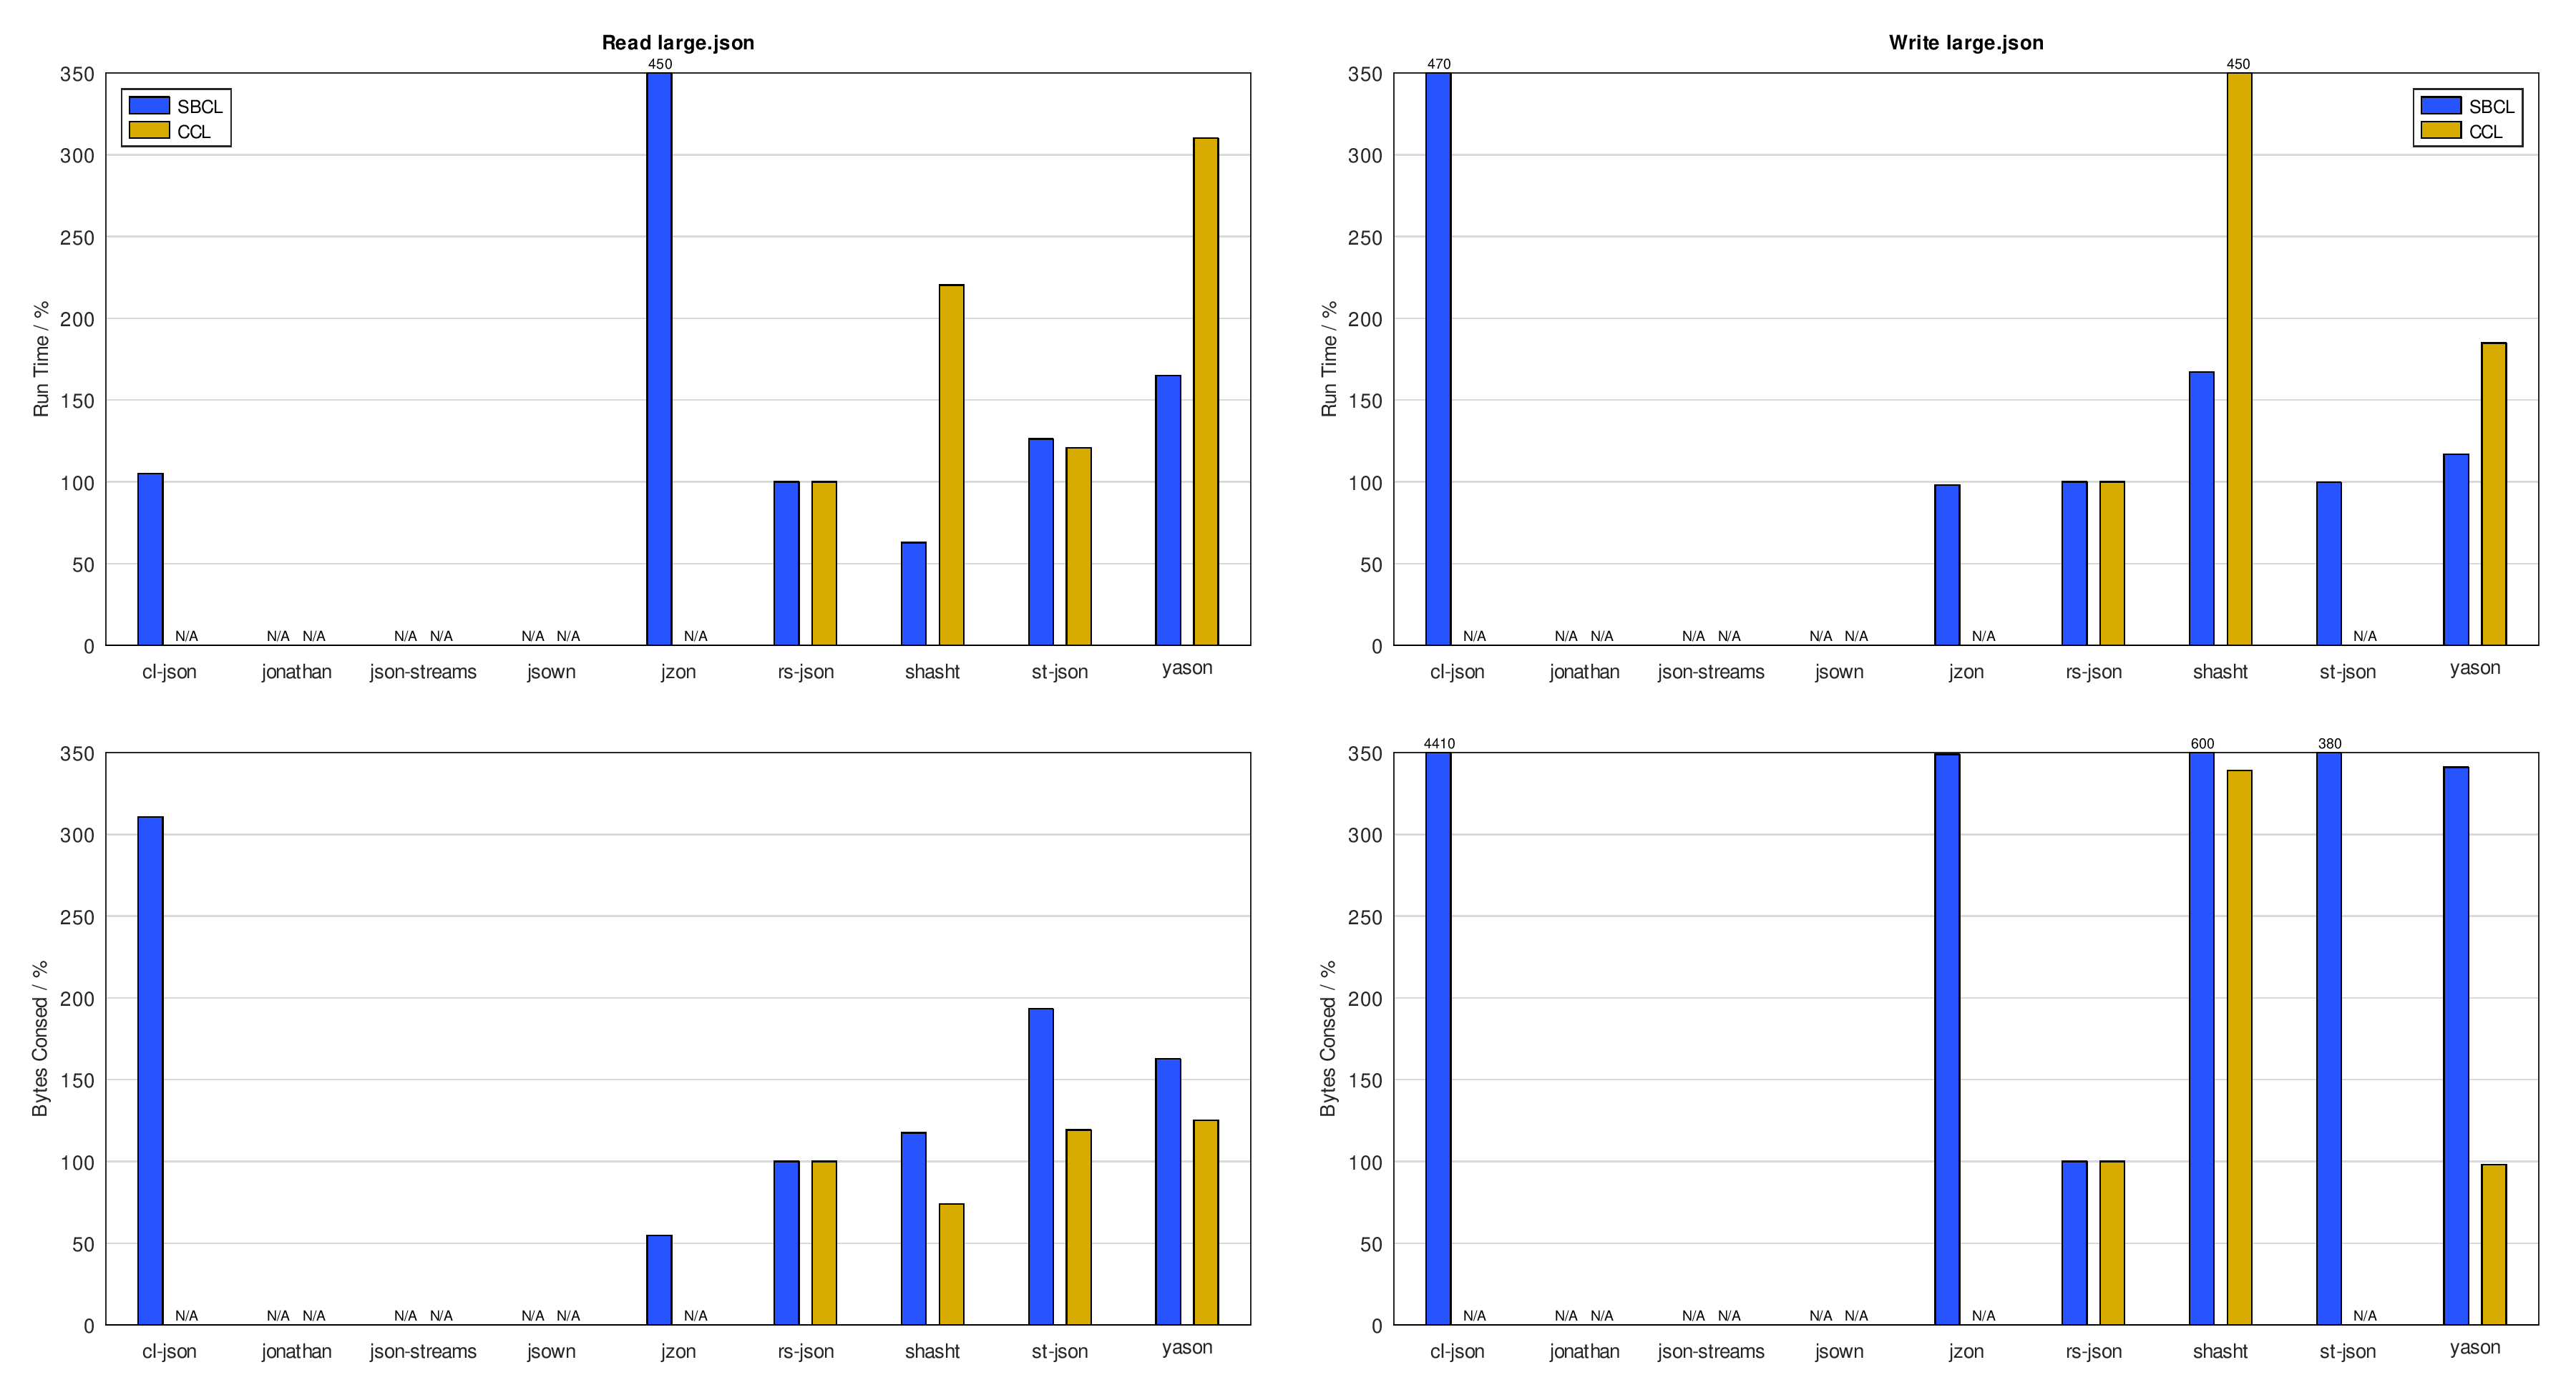 Read large.json
450
350
300
250
200
150
100
50
0
Run Time / %
SBCL
CCL
N/A N/A N/A N/A N/A N/A N/A N/A
cl-json jonathan json-streams jsown jzon rs-json shasht st-json yason
Write large.json
470 450
350
300
250
200
150
100
50
0
Run Time / %
SBCL
CCL
N/A N/A N/A N/A N/A N/A N/A N/A N/A
cl-json jonathan json-streams jsown jzon rs-json shasht st-json yason
350
300
250
200
150
100
50
0
Bytes Consed / %
N/A N/A N/A N/A N/A N/A N/A N/A
cl-json jonathan json-streams jsown jzon rs-json shasht st-json yason
4410 600 380
350
300
250
200
150
100
50
0
Bytes Consed / %
N/A N/A N/A N/A N/A N/A N/A N/A N/A
cl-json jonathan json-streams jsown jzon rs-json shasht st-json yason